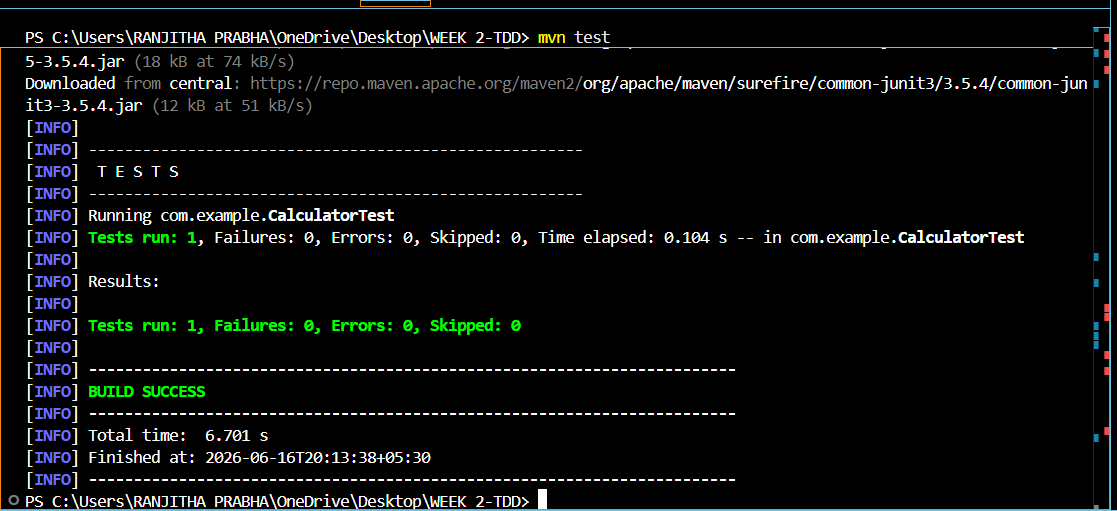 PS C:\Users\RANJITHA PRABHA\OneDrive\Desktop\WEEK 2-TDD> mvn test
5-3.5.4.jar (18 kB at 74 kB/s)
Downloaded from central: https://repo.maven.apache.org/maven2/org/apache/maven/surefire/common-junit3/3.5.4/common-jun
it3-3.5.4.jar (12 kB at 51 kB/s)
[INFO]
[INFO] -------------------------------------------------------
[INFO]  T E S T S
[INFO] -------------------------------------------------------
[INFO] Running com.example.CalculatorTest
[INFO] Tests run: 1, Failures: 0, Errors: 0, Skipped: 0, Time elapsed: 0.104 s -- in com.example.CalculatorTest
[INFO]
[INFO] Results:
[INFO]
[INFO] Tests run: 1, Failures: 0, Errors: 0, Skipped: 0
[INFO]
[INFO] ------------------------------------------------------------------------
[INFO] BUILD SUCCESS
[INFO] ------------------------------------------------------------------------
[INFO] Total time:  6.701 s
[INFO] Finished at: 2026-06-16T20:13:38+05:30
[INFO] ------------------------------------------------------------------------
PS C:\Users\RANJITHA PRABHA\OneDrive\Desktop\WEEK 2-TDD>